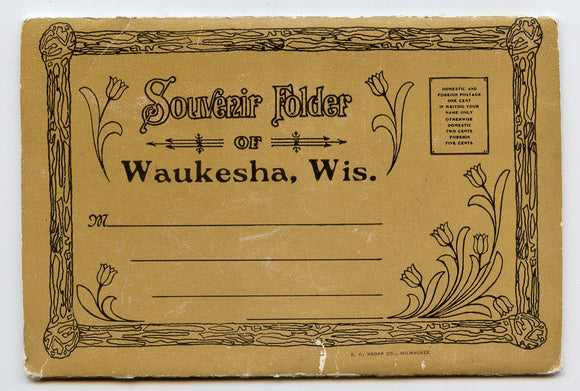 Souvenir Folder
OF
Waukesha, Wis.
DOMESTIC AND
FOREIGN POSTAGE
ONE CENT
IF WRITING YOUR
NAME ONLY
OTHERWISE
DOMESTIC
TWO CENTS
FOREIGN
FIVE CENTS.
M
E. C. KROPP CO., MILWAUKEE